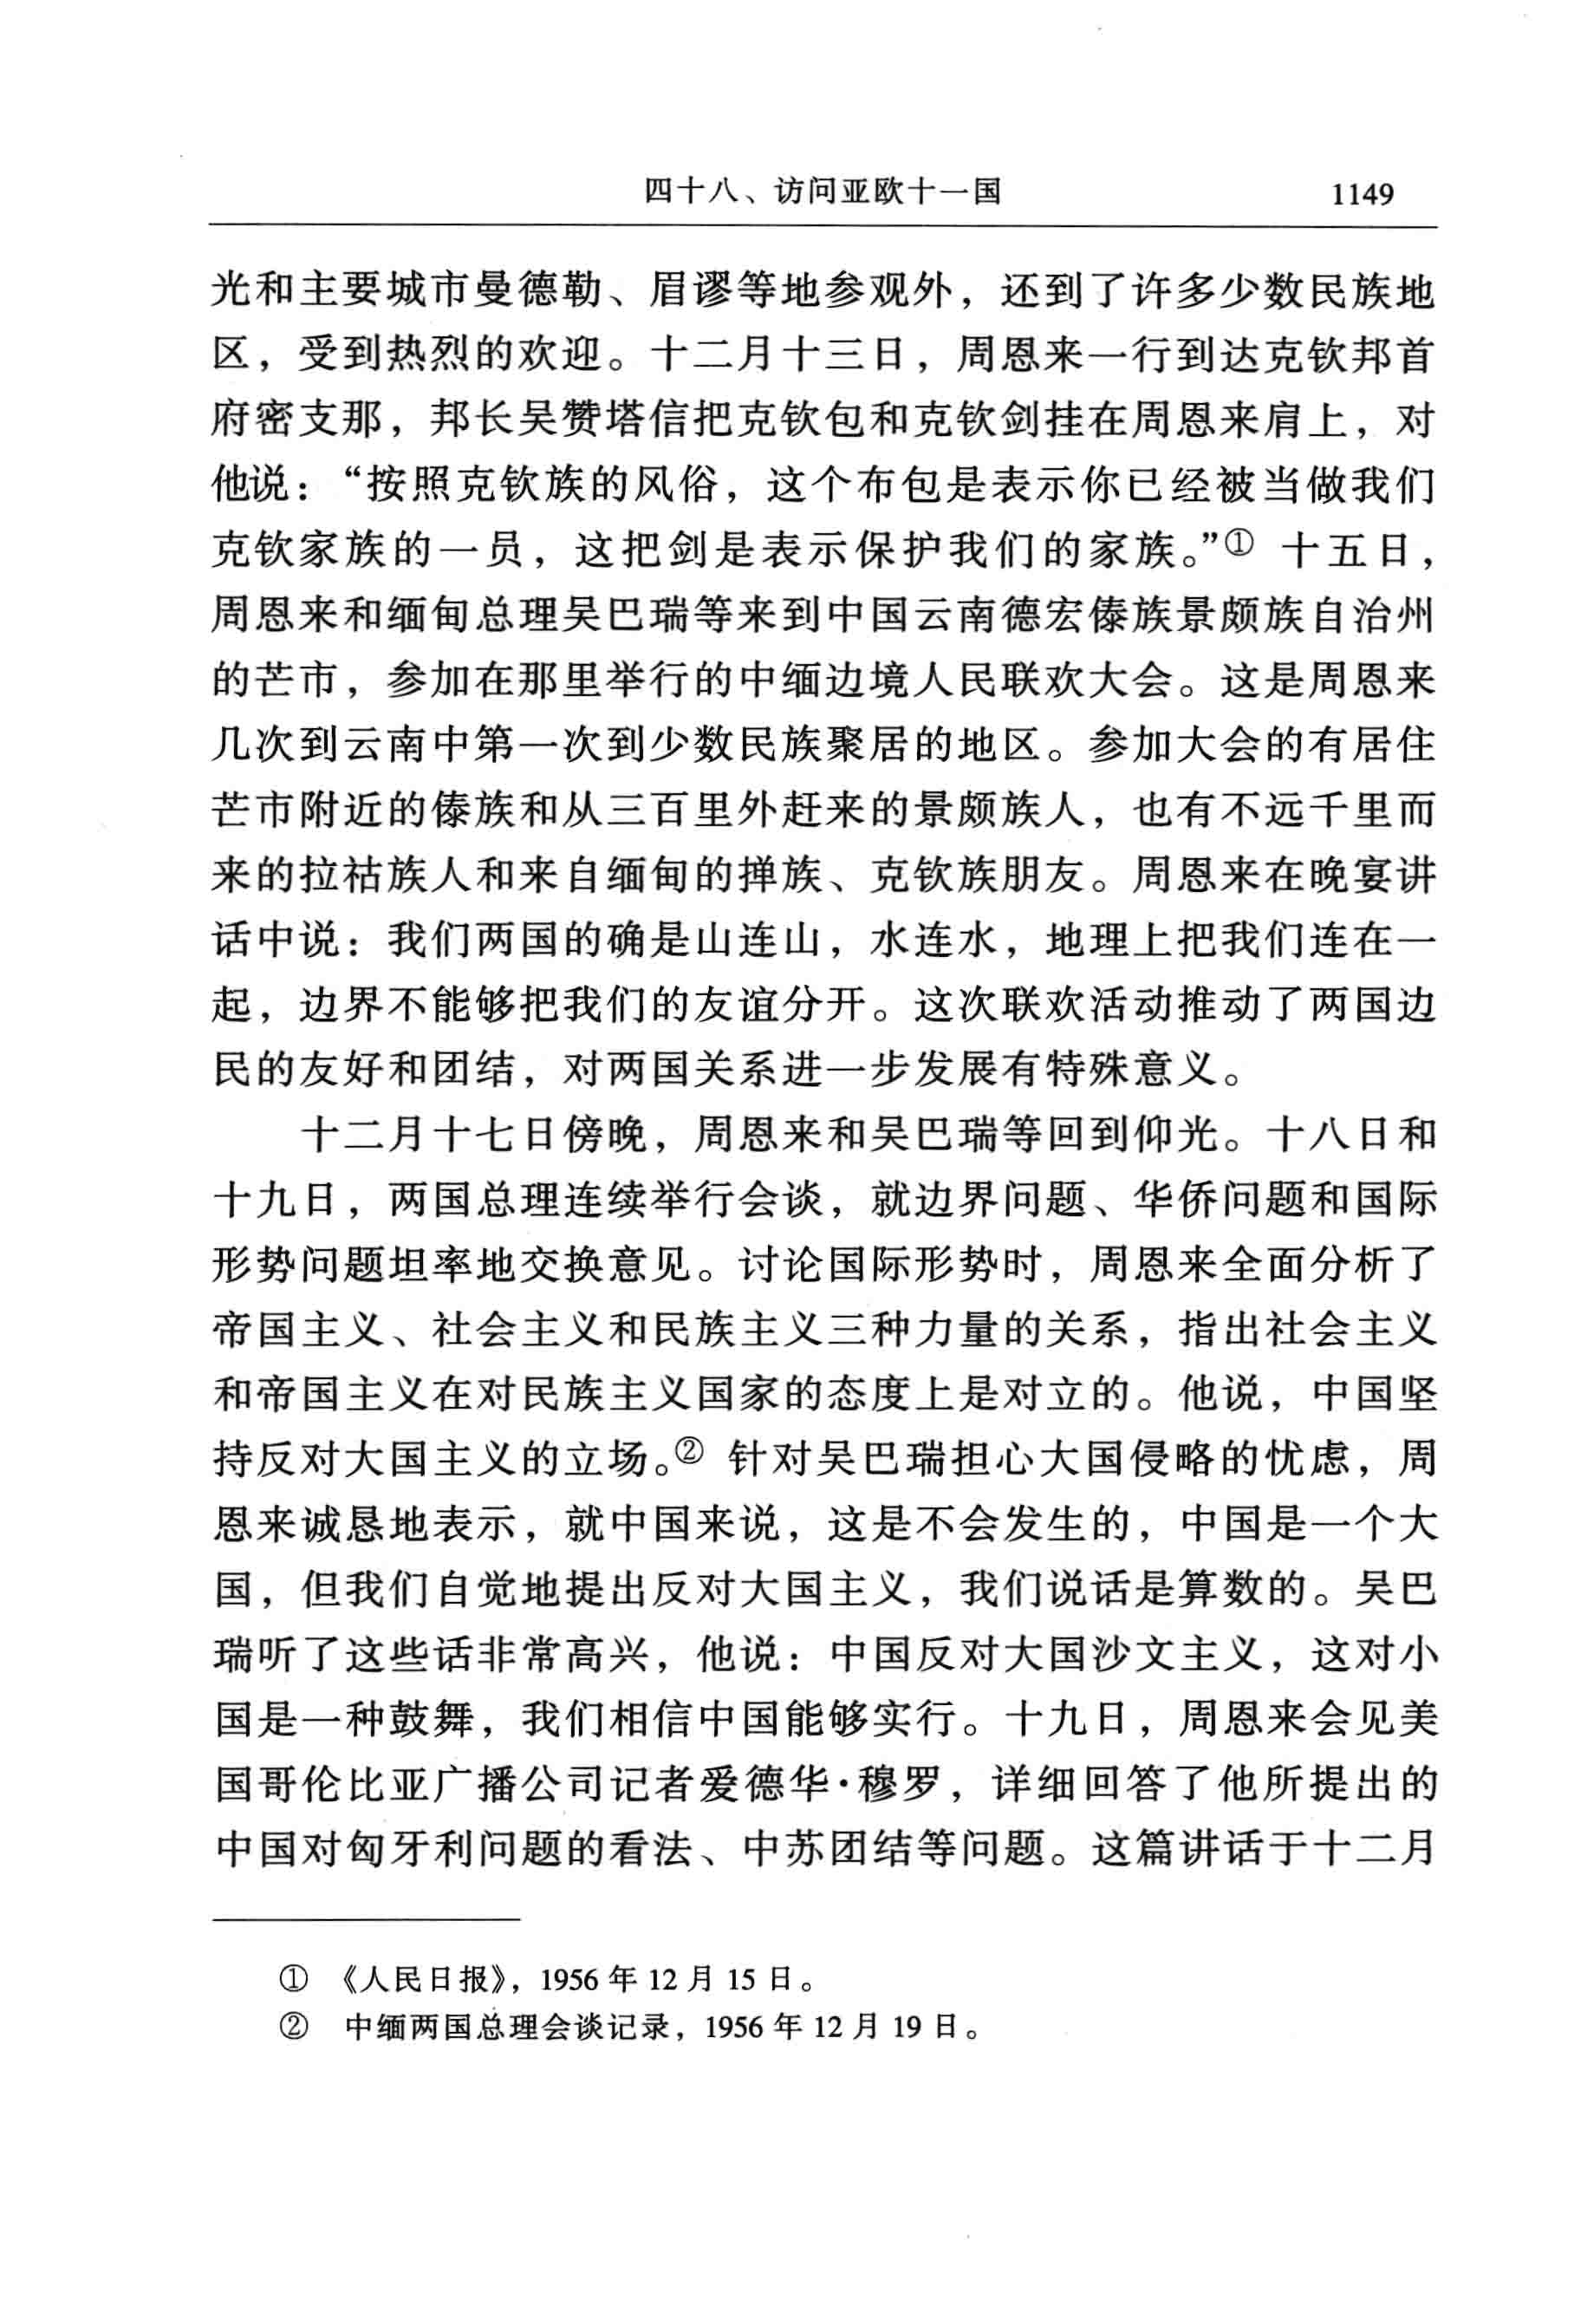 四十八、访问亚欧十一国 1149
光和主要城市曼德勒、眉谬等地参观外，还到了许多少数民族地
区，受到热烈的欢迎。十二月十三日，周恩来一行到达克钦邦首
府密支那，邦长吴赞塔信把克钦包和克钦剑挂在周恩来肩上，对
他说：“按照克钦族的风俗，这个布包是表示你已经被当做我们
克钦家族的一员，这把剑是表示保护我们的家族。”① 十五日，
周恩来和缅甸总理吴巴瑞等来到中国云南德宏傣族景颇族自治州
的芒市，参加在那里举行的中缅边境人民联欢大会。这是周恩来
几次到云南中第一次到少数民族聚居的地区。参加大会的有居住
芒市附近的傣族和从三百里外赶来的景颇族人，也有不远千里而
来的拉祜族人和来自缅甸的掸族、克钦族朋友。周恩来在晚宴讲
话中说：我们两国的确是山连山，水连水，地理上把我们连在一
起，边界不能够把我们的友谊分开。这次联欢活动推动了两国边
民的友好和团结，对两国关系进一步发展有特殊意义。
十二月十七日傍晚，周恩来和吴巴瑞等回到仰光。十八日和
十九日，两国总理连续举行会谈，就边界问题、华侨问题和国际
形势问题坦率地交换意见。讨论国际形势时，周恩来全面分析了
帝国主义、社会主义和民族主义三种力量的关系，指出社会主义
和帝国主义在对民族主义国家的态度上是对立的。他说，中国坚
持反对大国主义的立场。② 针对吴巴瑞担心大国侵略的忧虑，周
恩来诚恳地表示，就中国来说，这是不会发生的，中国是一个大
国，但我们自觉地提出反对大国主义，我们说话是算数的。吴巴
瑞听了这些话非常高兴，他说：中国反对大国沙文主义，这对小
国是一种鼓舞，我们相信中国能够实行。十九日，周恩来会见美
国哥伦比亚广播公司记者爱德华·穆罗，详细回答了他所提出的
中国对匈牙利问题的看法、中苏团结等问题。这篇讲话于十二月
① 《人民日报》，1956 年 12 月 15 日。
② 中缅两国总理会谈记录，1956 年 12 月 19 日。